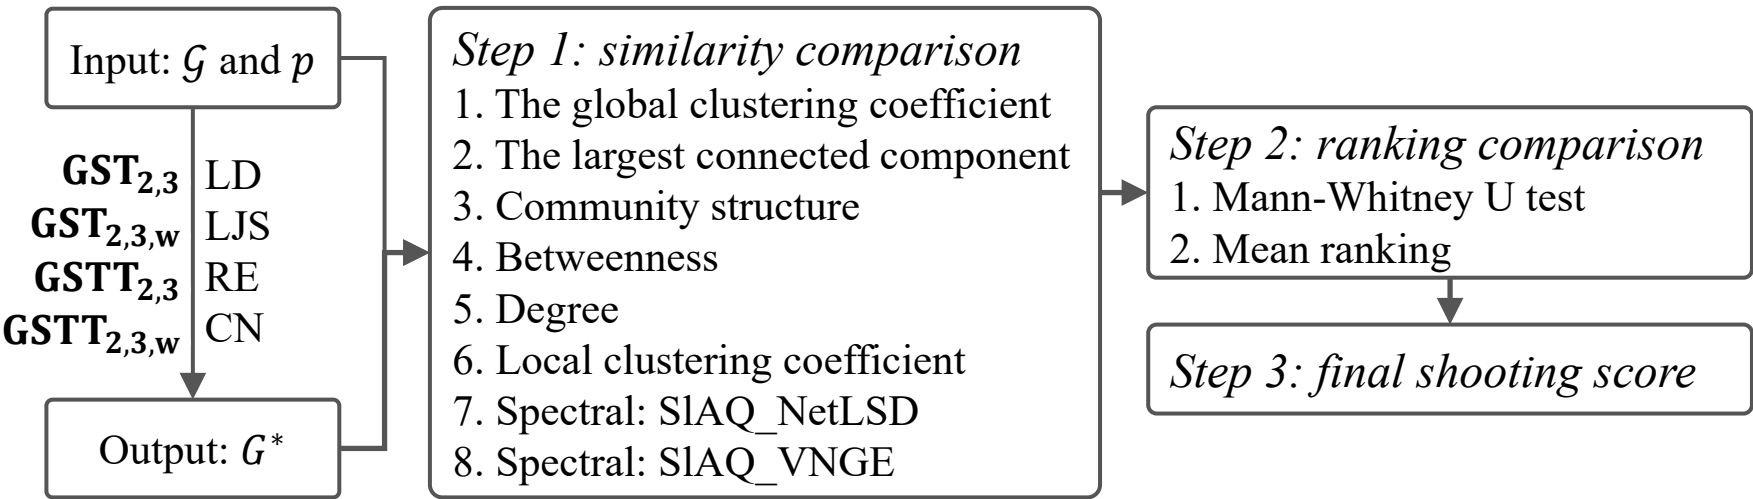 Input: 𝒢 and p
GST₂,₃ LD
GST₂,₃,w LJS
GSTT₂,₃ RE
GSTT₂,₃,w CN
Output: G*
Step 1: similarity comparison
1. The global clustering coefficient
2. The largest connected component
3. Community structure
4. Betweenness
5. Degree
6. Local clustering coefficient
7. Spectral: SlAQ_NetLSD
8. Spectral: SlAQ_VNGE
Step 2: ranking comparison
1. Mann-Whitney U test
2. Mean ranking
Step 3: final shooting score